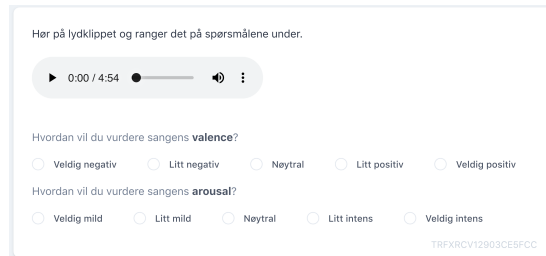 Hør på lydklippet og ranger det på spørsmålene under.
0:00 / 4:54
Hvordan vil du vurdere sangens valence?
Veldig negativ Litt negativ Nøytral Litt positiv Veldig positiv
Hvordan vil du vurdere sangens arousal?
Veldig mild Litt mild Nøytral Litt intens Veldig intens
TRFXRCV12903CE5FCC